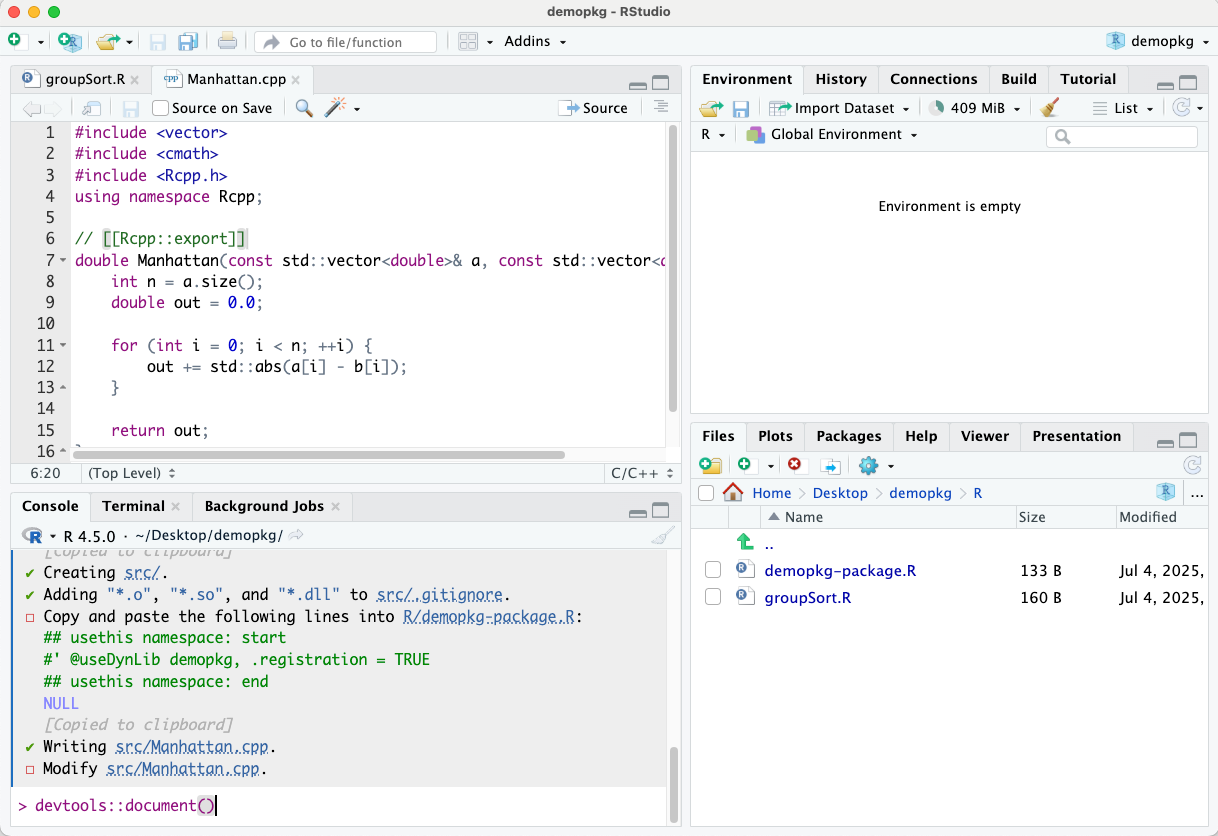 demopkg - RStudio
Go to file/function
Addins
demopkg
groupSort.R
Manhattan.cpp
Source on Save
Source
1 #include <vector>
2 #include <cmath>
3 #include <Rcpp.h>
4 using namespace Rcpp;
5
6 // [[Rcpp::export]]
7 double Manhattan(const std::vector<double>& a, const std::vector<
8     int n = a.size();
9     double out = 0.0;
10
11     for (int i = 0; i < n; ++i) {
12         out += std::abs(a[i] - b[i]);
13     }
14
15     return out;
16 }
6:20
(Top Level)
C/C++
Console
Terminal
Background Jobs
R 4.5.0 · ~/Desktop/demopkg/
[Copied to clipboard]
✔ Creating src/.
✔ Adding "*.o", "*.so", and "*.dll" to src/.gitignore.
☐ Copy and paste the following lines into R/demopkg-package.R:
## usethis namespace: start
#' @useDynLib demopkg, .registration = TRUE
## usethis namespace: end
NULL
[Copied to clipboard]
✔ Writing src/Manhattan.cpp.
☐ Modify src/Manhattan.cpp.
> devtools::document()
Environment
History
Connections
Build
Tutorial
Import Dataset
409 MiB
List
R
Global Environment
Environment is empty
Files
Plots
Packages
Help
Viewer
Presentation
Home
Desktop
demopkg
R
...
Name
Size
Modified
..
demopkg-package.R
133 B
Jul 4, 2025,
groupSort.R
160 B
Jul 4, 2025,